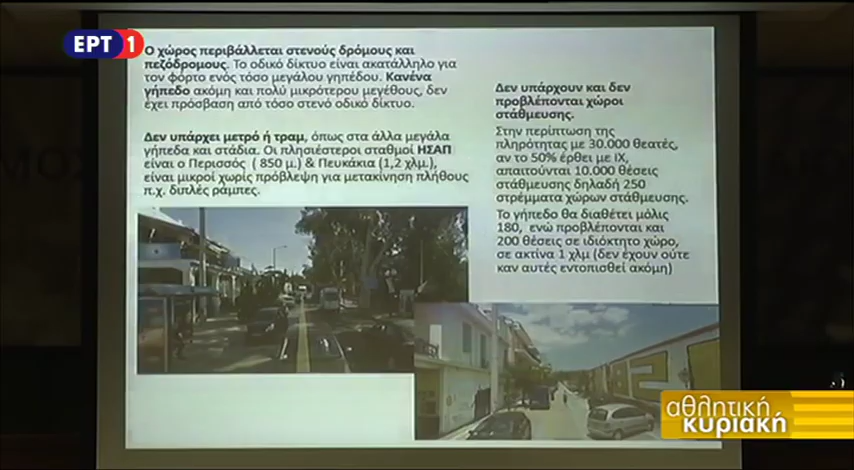 ΕΡΤ 1
Ο χώρος περιβάλλεται στενούς δρόμους και
πεζόδρομους. Το οδικό δίκτυο είναι ακατάλληλο για
τον φόρτο ενός τόσο μεγάλου γηπέδου. Κανένα
γήπεδο ακόμη και πολύ μικρότερου μεγέθους, δεν
έχει πρόσβαση από τόσο στενό οδικό δίκτυο.
Δεν υπάρχει μετρό ή τραμ, όπως στα άλλα μεγάλα
γήπεδα και στάδια. Οι πλησιέστεροι σταθμοί ΗΣΑΠ
είναι ο Περισσός ( 850 μ.) & Πευκάκια (1,2 χλμ.),
είναι μικροί χωρίς πρόβλεψη για μετακίνηση πλήθους
π.χ. διπλές ράμπες.
Δεν υπάρχουν και δεν
προβλέπονται χώροι
στάθμευσης.
Στην περίπτωση της
πληρότητας με 30.000 θεατές,
αν το 50% έρθει με ΙΧ,
απαιτούνται 10.000 θέσεις
στάθμευσης δηλαδή 250
στρέμματα χώρων στάθμευσης.
Το γήπεδο θα διαθέτει μόλις
180, ενώ προβλέπονται και
200 θέσεις σε ιδιόκτητο χώρο,
σε ακτίνα 1 χλμ (δεν έχουν ούτε
καν αυτές εντοπισθεί ακόμη)
αθλητική
κυριακή